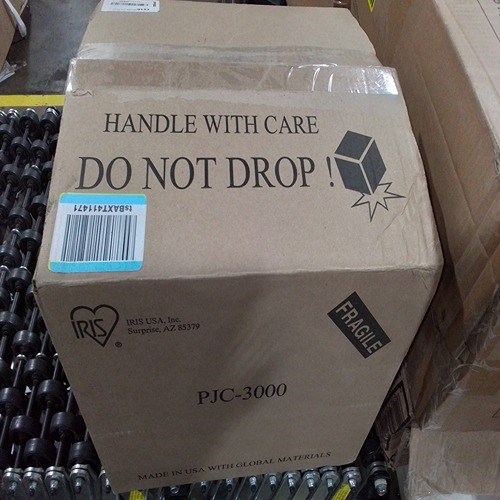 HANDLE WITH CARE
DO NOT DROP !
tsBAXT411471
IRIS
®
IRIS USA, Inc.
Surprise, AZ 85379
FRAGILE
PJC-3000
MADE IN USA WITH GLOBAL MATERIALS